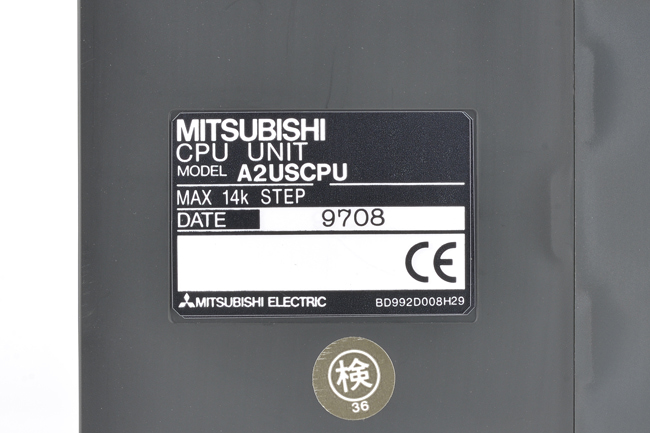 MITSUBISHI
CPU UNIT
MODEL A2USCPU
MAX 14k STEP
DATE 9708
CE
MITSUBISHI ELECTRIC BD992D008H29
検
36